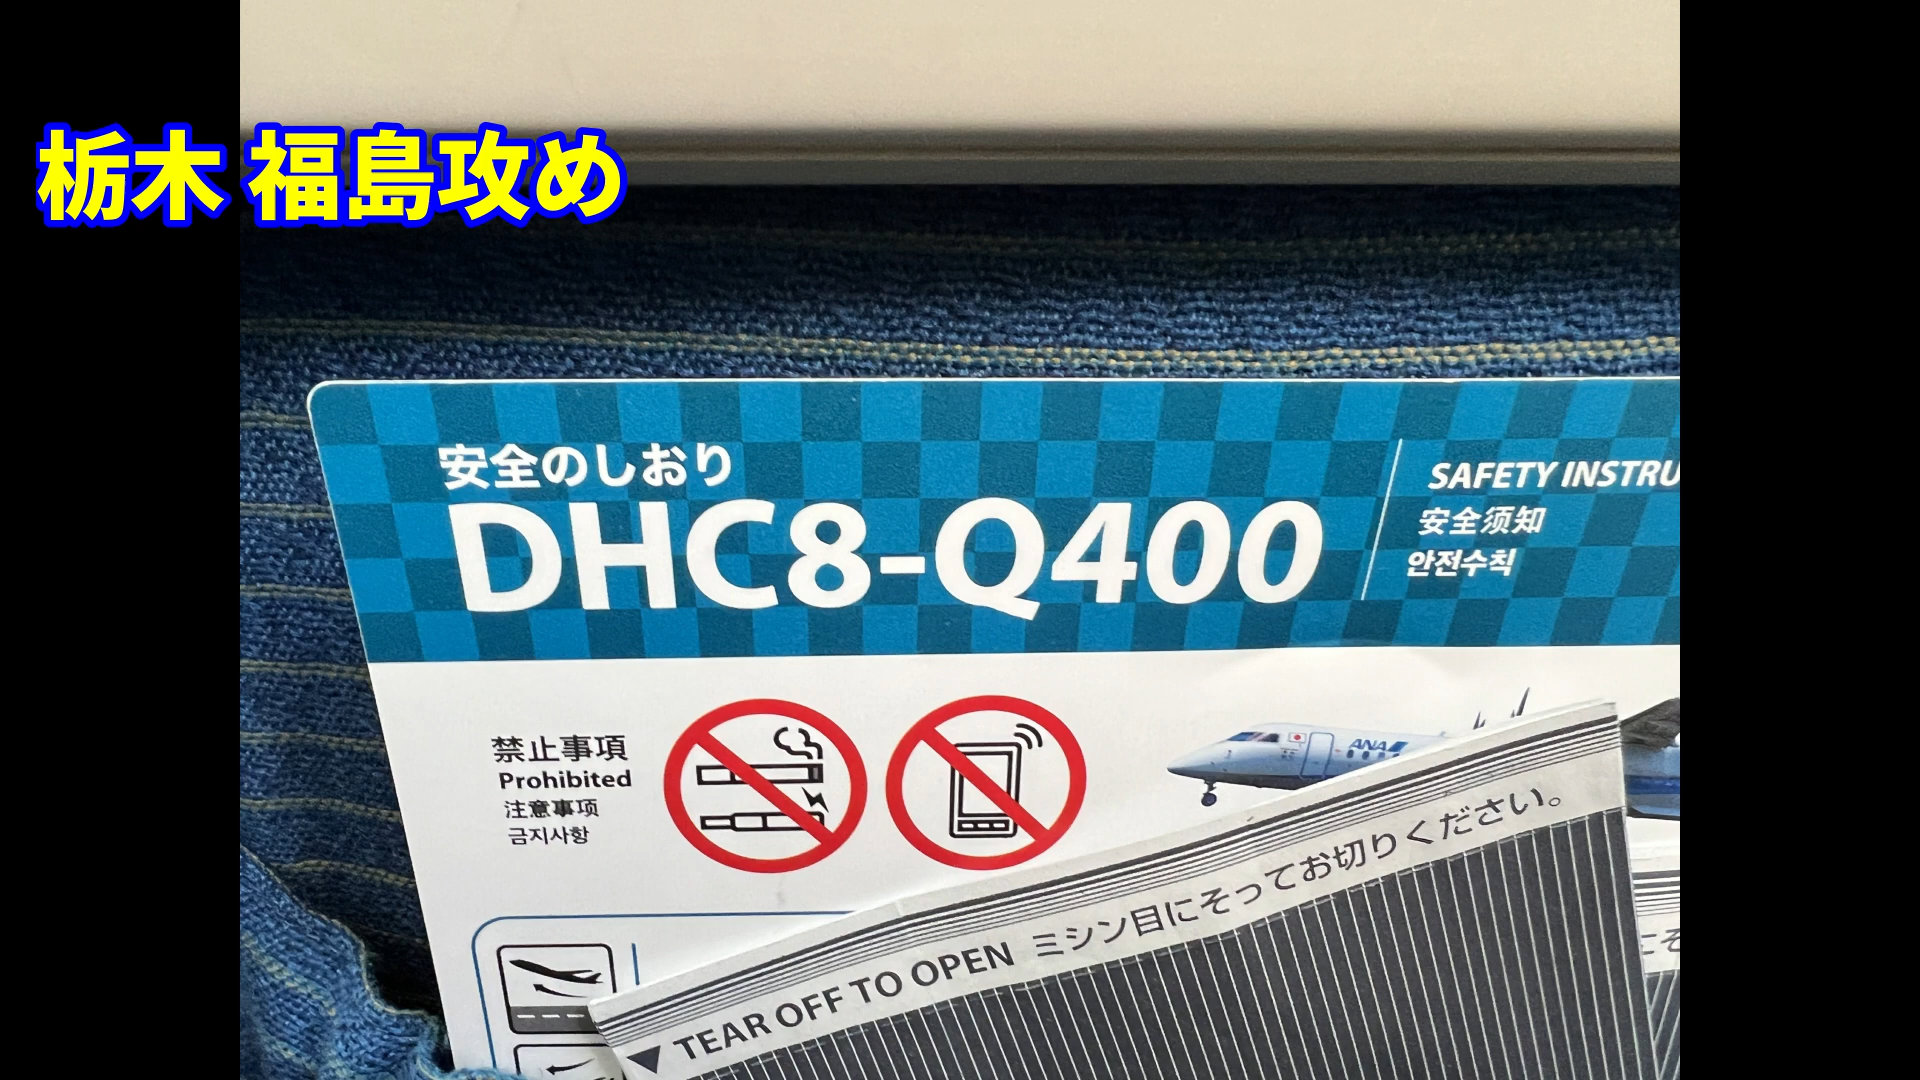 栃木 福島攻め
安全のしおり
DHC8-Q400
SAFETY INSTRU
安全须知
안전수칙
禁止事項
Prohibited
注意事项
금지사항
ANA
▼ TEAR OFF TO OPEN ミシン目にそってお切りください。
にそ